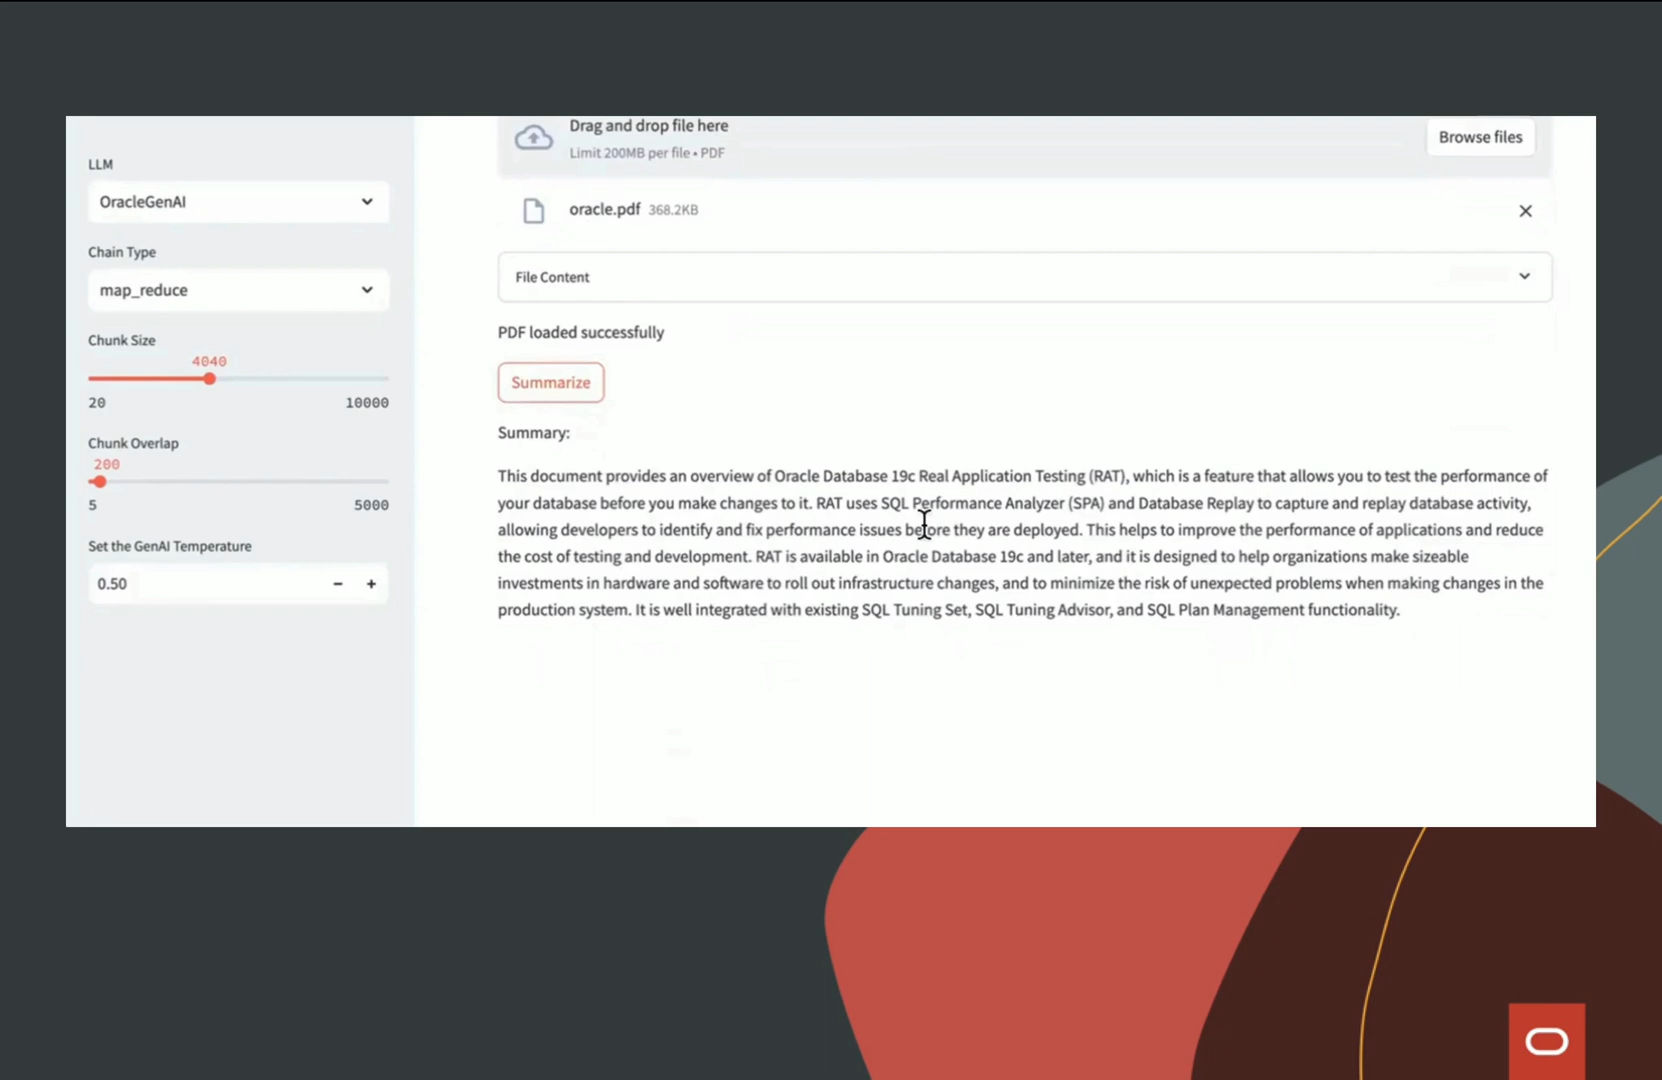 LLM
OracleGenAI
Chain Type
map_reduce
Chunk Size
4040
20 10000
Chunk Overlap
200
5 5000
Set the GenAI Temperature
0.50 − +
Drag and drop file here
Limit 200MB per file • PDF
Browse files
oracle.pdf 368.2KB
File Content
PDF loaded successfully
Summarize
Summary:
This document provides an overview of Oracle Database 19c Real Application Testing (RAT), which is a feature that allows you to test the performance of
your database before you make changes to it. RAT uses SQL Performance Analyzer (SPA) and Database Replay to capture and replay database activity,
allowing developers to identify and fix performance issues before they are deployed. This helps to improve the performance of applications and reduce
the cost of testing and development. RAT is available in Oracle Database 19c and later, and it is designed to help organizations make sizeable
investments in hardware and software to roll out infrastructure changes, and to minimize the risk of unexpected problems when making changes in the
production system. It is well integrated with existing SQL Tuning Set, SQL Tuning Advisor, and SQL Plan Management functionality.